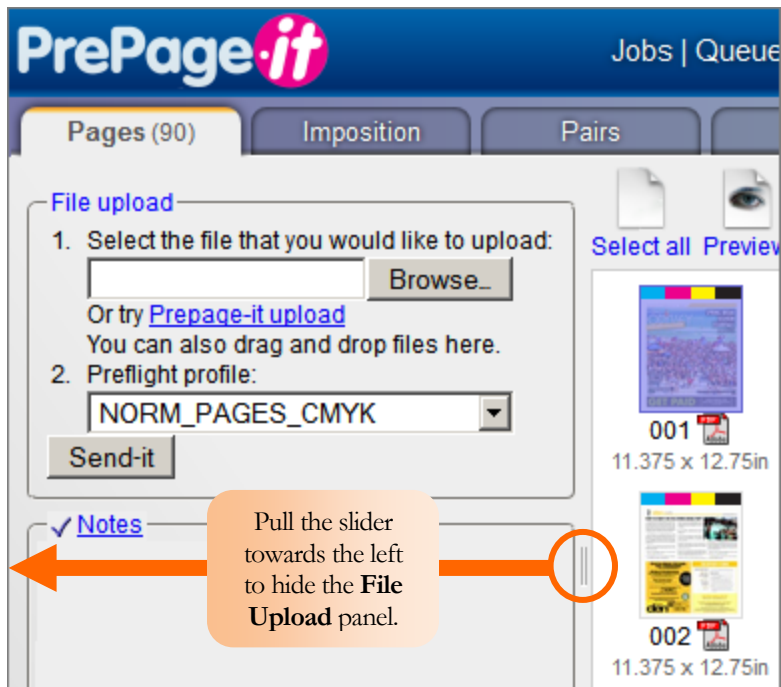 PrePage-it
Jobs | Queue
Pages (90)
Imposition
Pairs
File upload
1. Select the file that you would like to upload:
Browse...
Or try Prepage-it upload
You can also drag and drop files here.
2. Preflight profile:
NORM_PAGES_CMYK
Send-it
Notes
Pull the slider
towards the left
to hide the File
Upload panel.
Select all Preview
GET PAID
001
11.375 x 12.75in
002
11.375 x 12.75in